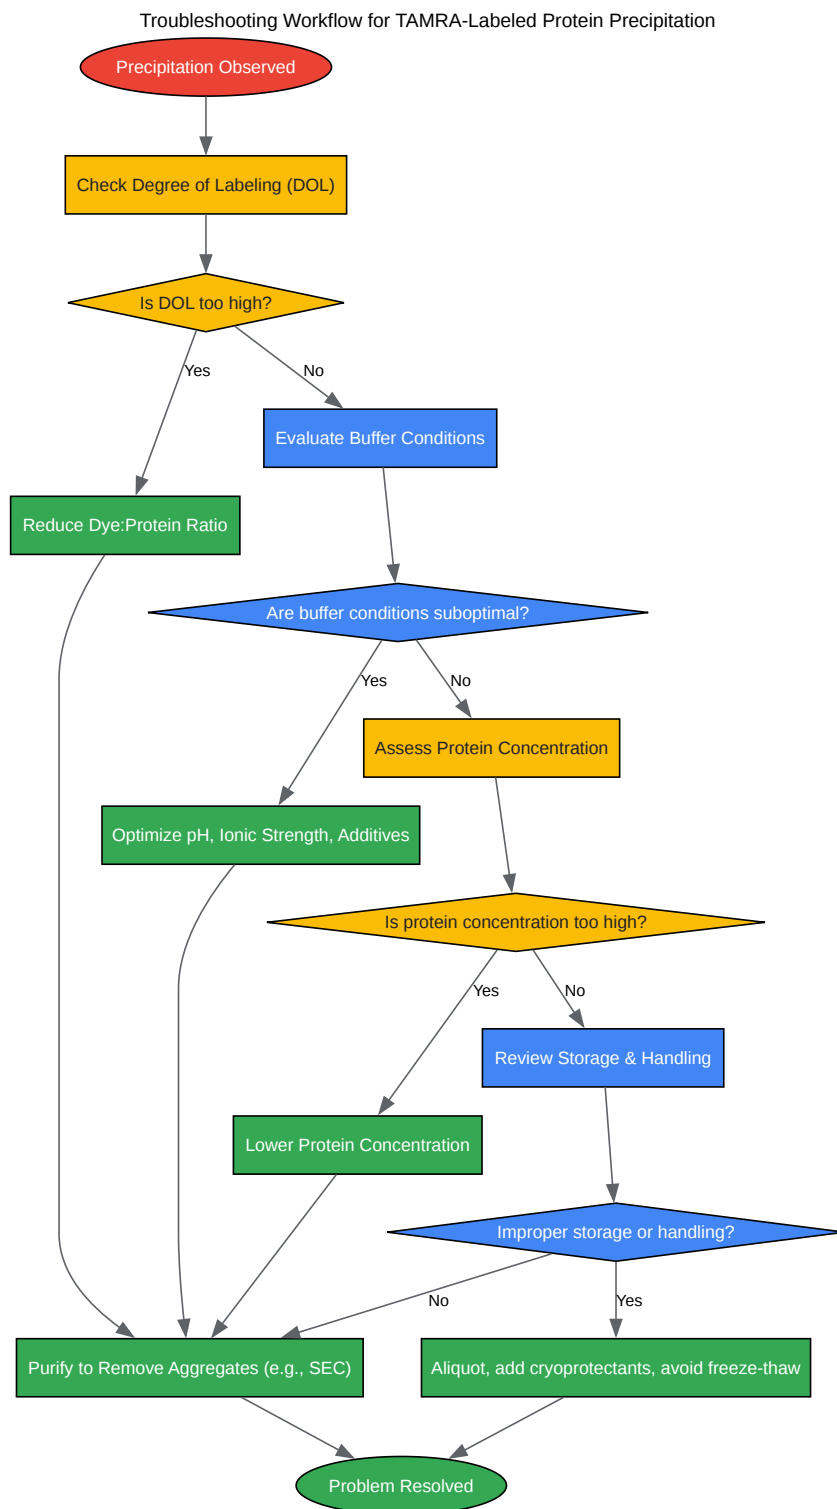 Troubleshooting Workflow for TAMRA-Labeled Protein Precipitation
Precipitation Observed
Check Degree of Labeling (DOL)
Is DOL too high?
Yes
No
Evaluate Buffer Conditions
Reduce Dye:Protein Ratio
Are buffer conditions suboptimal?
Yes
No
Assess Protein Concentration
Optimize pH, Ionic Strength, Additives
Is protein concentration too high?
Yes
No
Review Storage & Handling
Lower Protein Concentration
Improper storage or handling?
No
Yes
Purify to Remove Aggregates (e.g., SEC)
Aliquot, add cryoprotectants, avoid freeze-thaw
Problem Resolved